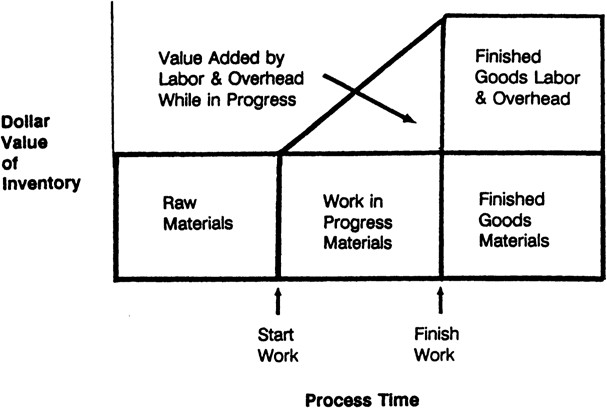 Value Added by
Labor & Overhead
While in Progress
Finished
Goods Labor
& Overhead
Dollar
Value
of
Inventory
Raw
Materials
Work in
Progress
Materials
Finished
Goods
Materials
Start
Work
Finish
Work
Process Time